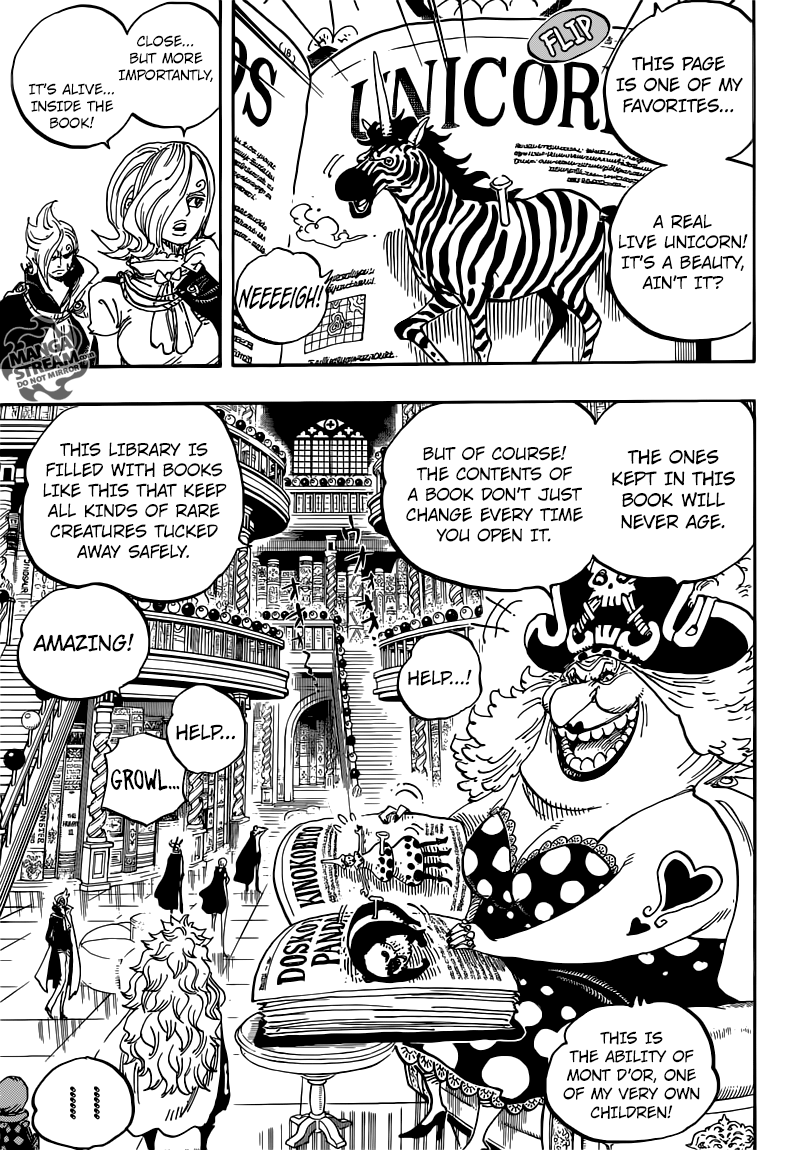 THIS PAGE
IS ONE OF MY
FAVORITES...
FLIP
UNICOR
A REAL
LIVE UNICORN!
IT'S A BEAUTY,
AIN'T IT?
NEEEEIGH!
CLOSE...
BUT MORE
IMPORTANTLY,
IT'S ALIVE...
INSIDE THE
BOOK!
MANGA
STREAM.com
DO NOT MIRROR
THE ONES
KEPT IN THIS
BOOK WILL
NEVER AGE.
BUT OF COURSE!
THE CONTENTS OF
A BOOK DON'T JUST
CHANGE EVERY TIME
YOU OPEN IT.
THIS LIBRARY IS
FILLED WITH BOOKS
LIKE THIS THAT KEEP
ALL KINDS OF RARE
CREATURES TUCKED
AWAY SAFELY.
AMAZING!
HELP...!
HELP...
GROWL...
KINOKOBITO
DOSKO
PANDA
THIS IS
THE ABILITY OF
MONT D'OR, ONE
OF MY VERY OWN
CHILDREN!
!! !! !!